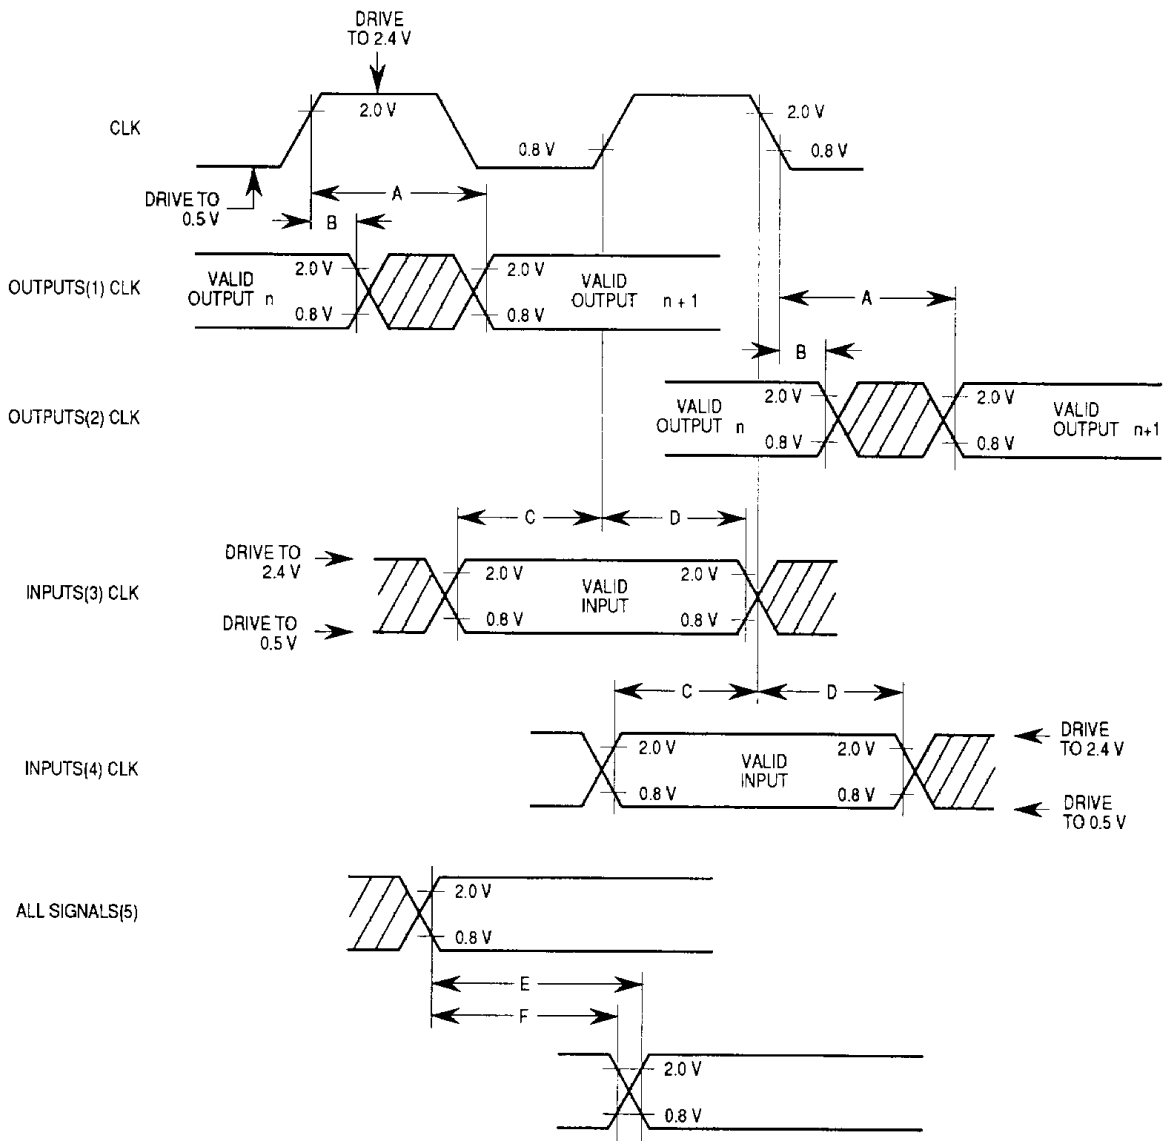 DRIVE
TO 2.4 V
CLK
2.0 V
0.8 V
2.0 V
0.8 V
DRIVE TO
0.5 V
A
B
OUTPUTS(1) CLK
VALID
OUTPUT n
2.0 V
0.8 V
2.0 V
0.8 V
VALID
OUTPUT n + 1
A
B
OUTPUTS(2) CLK
VALID
OUTPUT n
2.0 V
0.8 V
2.0 V
0.8 V
VALID
OUTPUT n+1
C
D
DRIVE TO
2.4 V
INPUTS(3) CLK
DRIVE TO
0.5 V
2.0 V
0.8 V
VALID
INPUT
2.0 V
0.8 V
C
D
INPUTS(4) CLK
2.0 V
0.8 V
VALID
INPUT
2.0 V
0.8 V
DRIVE
TO 2.4 V
DRIVE
TO 0.5 V
ALL SIGNALS(5)
2.0 V
0.8 V
E
F
2.0 V
0.8 V